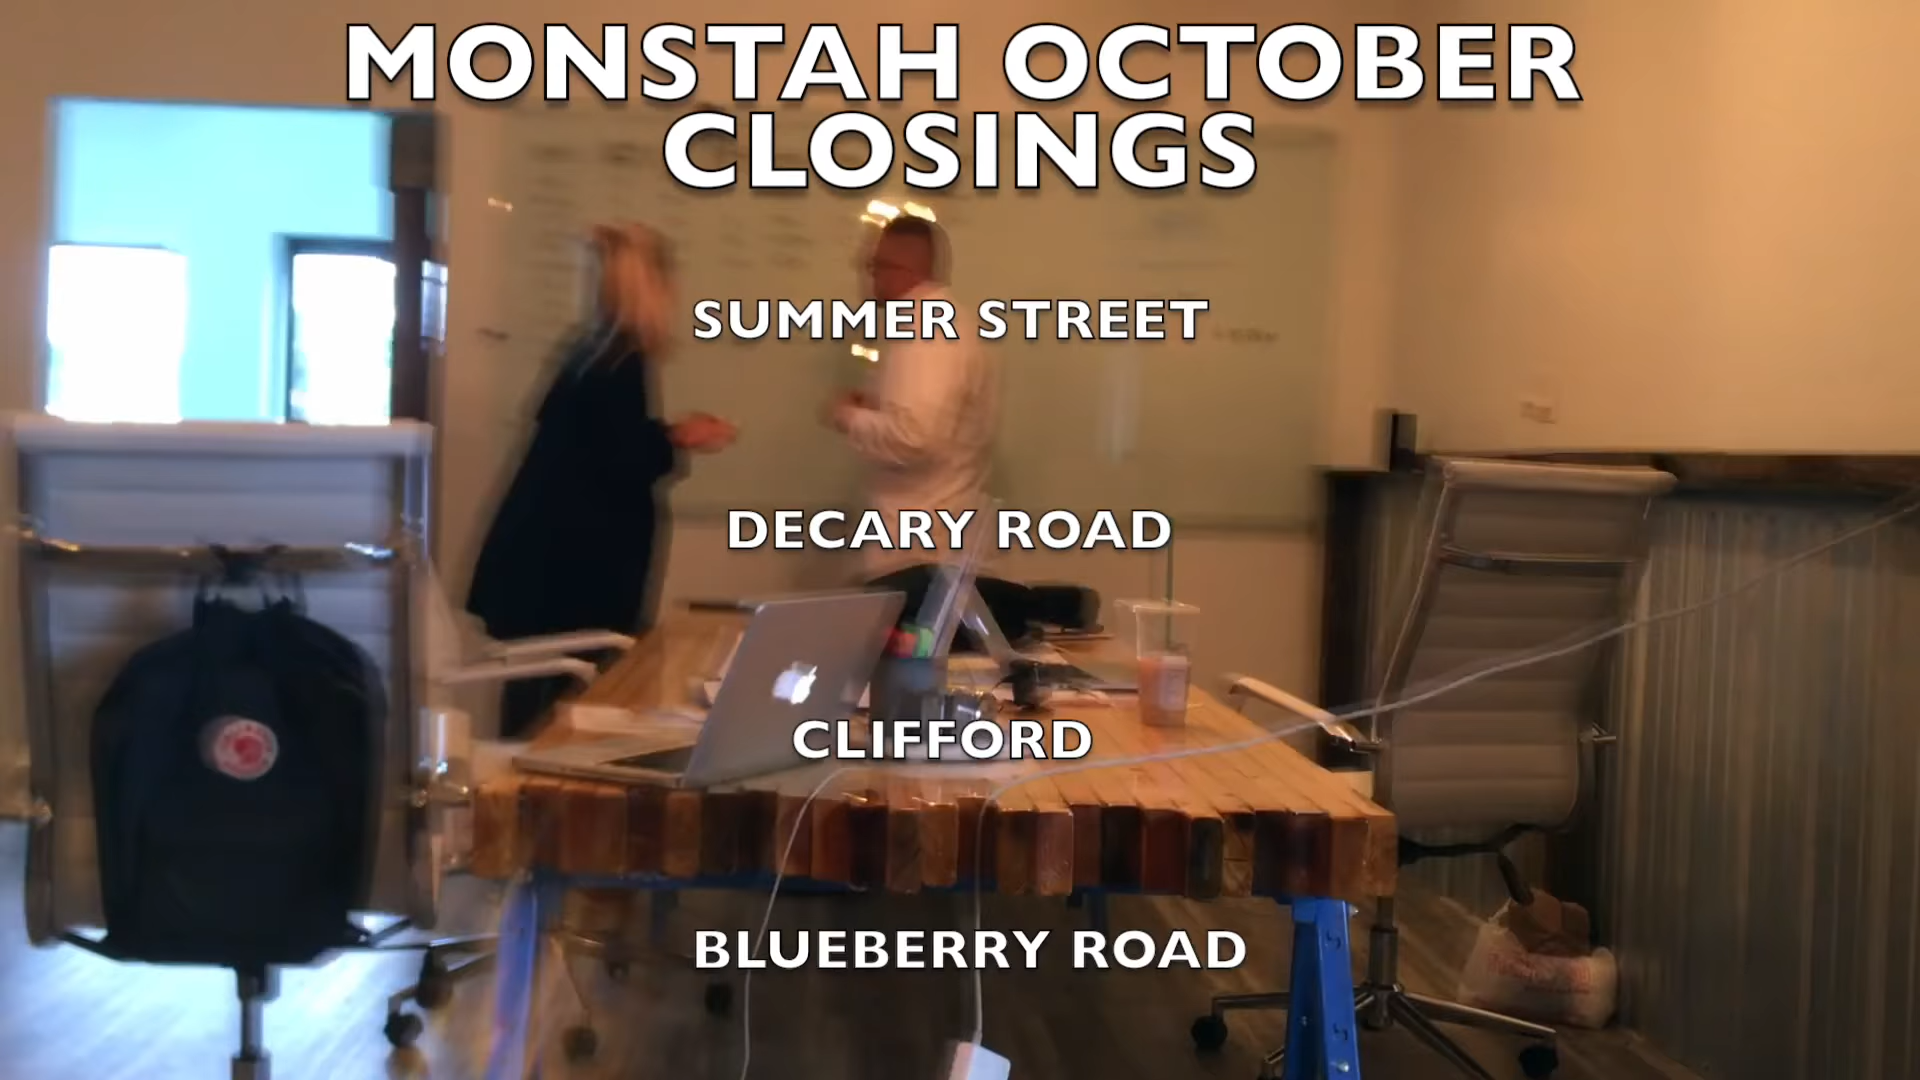 MONSTAH OCTOBER
CLOSINGS
SUMMER STREET
DECARY ROAD
CLIFFORD
BLUEBERRY ROAD